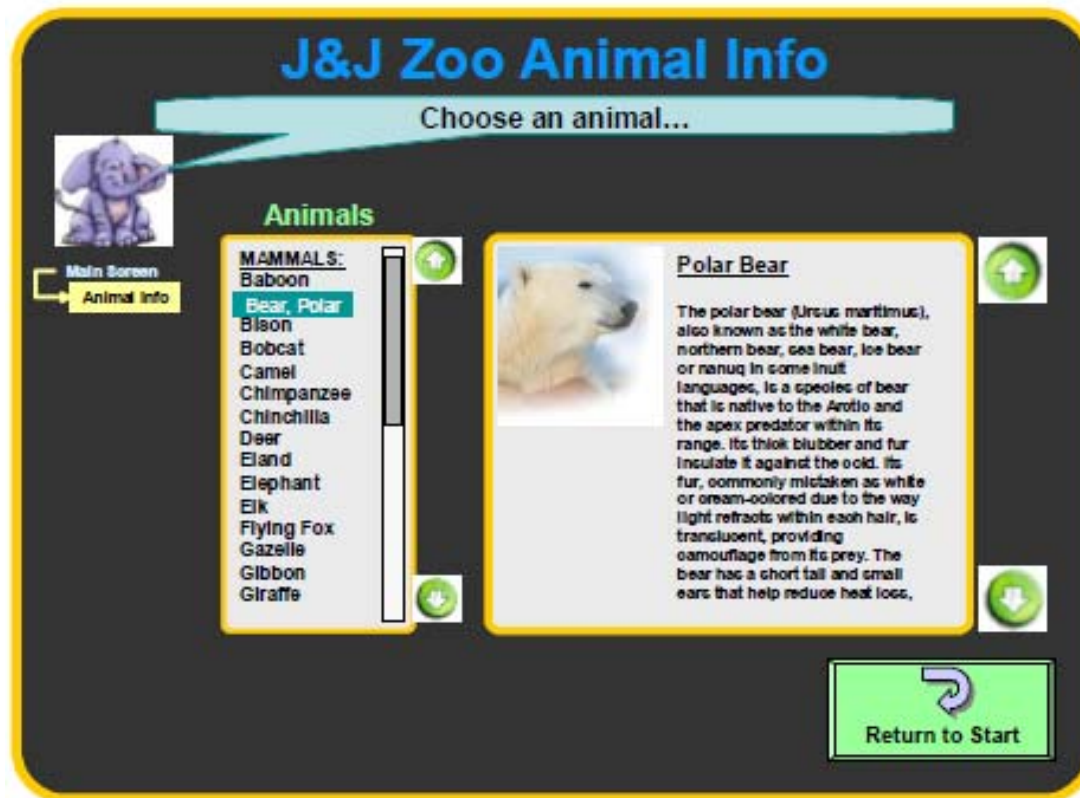 J&J Zoo Animal Info
Choose an animal...
Animals
Main Screen
Animal Info
MAMMALS:
Baboon
Bear, Polar
Bison
Bobcat
Camel
Chimpanzee
Chinchilla
Deer
Eland
Elephant
Elk
Flying Fox
Gazelle
Gibbon
Giraffe
Polar Bear
The polar bear (Ursus maritimus),
also known as the white bear,
northern bear, sea bear, ice bear
or nanuq in some Inuit
languages, is a species of bear
that is native to the Arctic and
the apex predator within its
range. Its thick blubber and fur
insulate it against the cold. Its
fur, commonly mistaken as white
or cream-colored due to the way
light refracts within each hair, is
translucent, providing
camouflage from its prey. The
bear has a short tail and small
ears that help reduce heat loss,
Return to Start